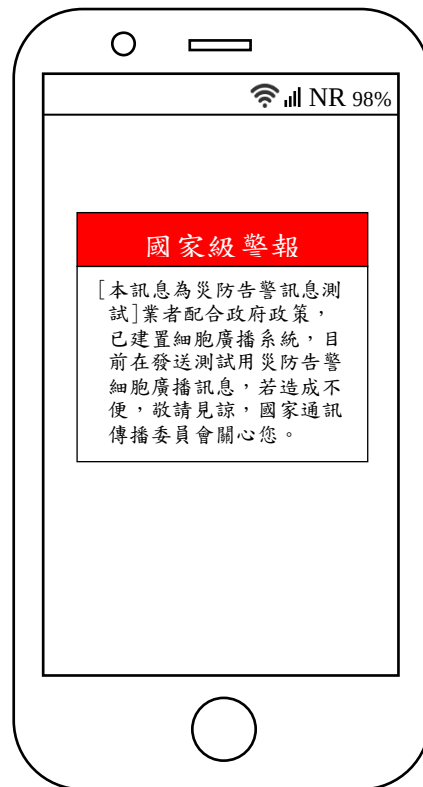 NR 98%
國家級警報
[本訊息為災防告警訊息測
試]業者配合政府政策，
已建置細胞廣播系統，目
前在發送測試用災防告警
細胞廣播訊息，若造成不
便，敬請見諒，國家通訊
傳播委員會關心您。